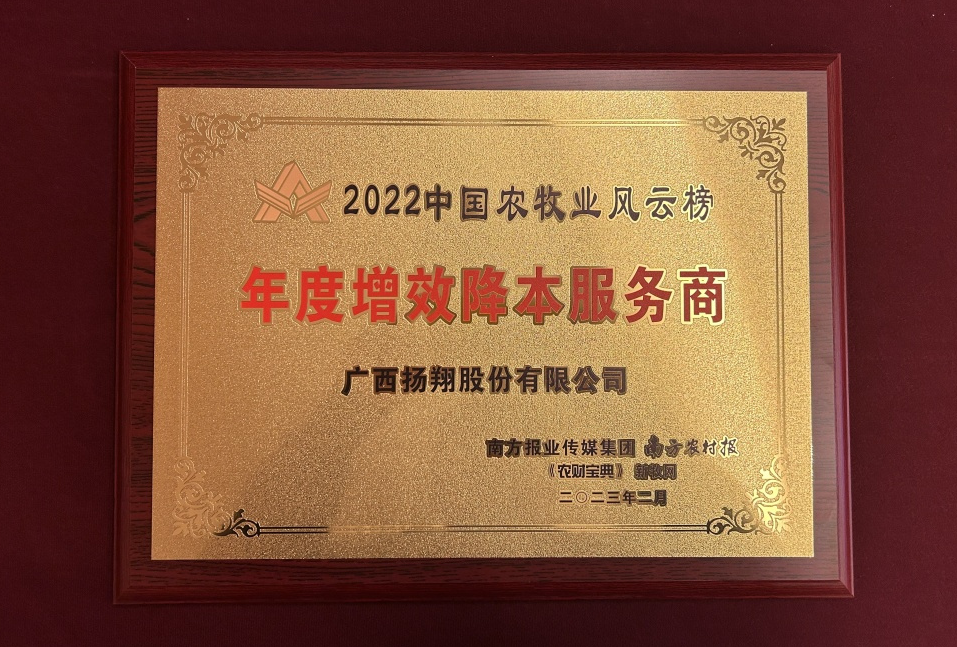 2022中国农牧业风云榜
年度增效降本服务商
广西扬翔股份有限公司
南方报业传媒集团 南方农村报
《农财宝典》 新牧网
二〇二三年二月